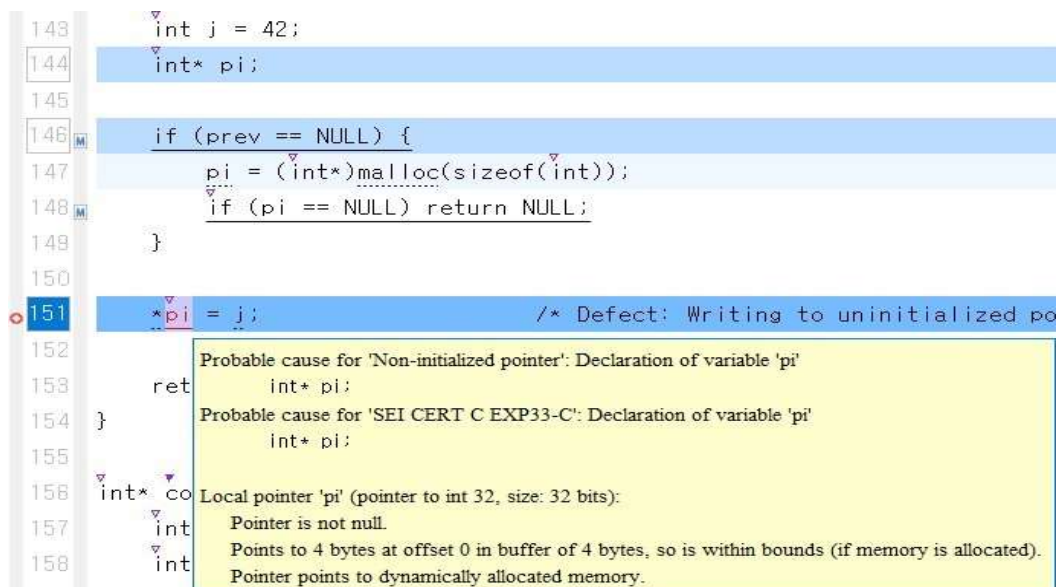 143 int j = 42;
144 int* pi;
145
146 M if (prev == NULL) {
147 pi = (int*)malloc(sizeof(int));
148 M if (pi == NULL) return NULL;
149 }
150
151 *pi = j; /* Defect: Writing to uninitialized po
152
Probable cause for 'Non-initialized pointer': Declaration of variable 'pi'
153 ret int* pi;
154 } Probable cause for 'SEI CERT C EXP33-C': Declaration of variable 'pi'
int* pi;
155
156 int* co Local pointer 'pi' (pointer to int 32, size: 32 bits):
157 int Pointer is not null.
158 int Points to 4 bytes at offset 0 in buffer of 4 bytes, so is within bounds (if memory is allocated).
Pointer points to dynamically allocated memory.